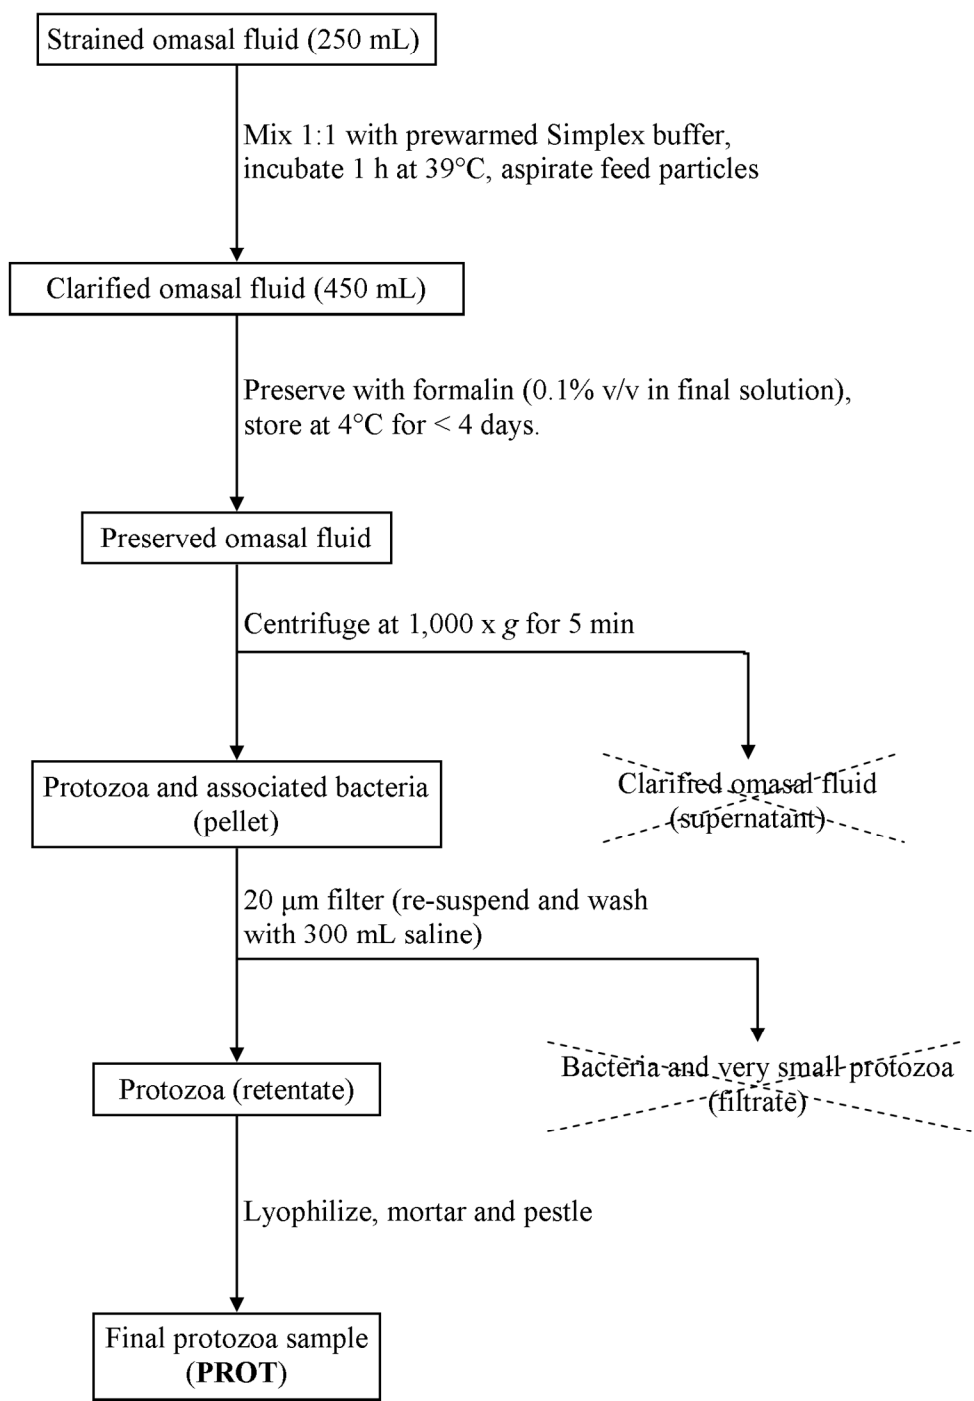 Strained omasal fluid (250 mL)
Mix 1:1 with prewarmed Simplex buffer,
incubate 1 h at 39°C, aspirate feed particles
Clarified omasal fluid (450 mL)
Preserve with formalin (0.1% v/v in final solution),
store at 4°C for < 4 days.
Preserved omasal fluid
Centrifuge at 1,000 x g for 5 min
Protozoa and associated bacteria
(pellet)
Clarified omasal fluid
(supernatant)
20 μm filter (re-suspend and wash
with 300 mL saline)
Protozoa (retentate)
Bacteria and very small protozoa
(filtrate)
Lyophilize, mortar and pestle
Final protozoa sample
(PROT)